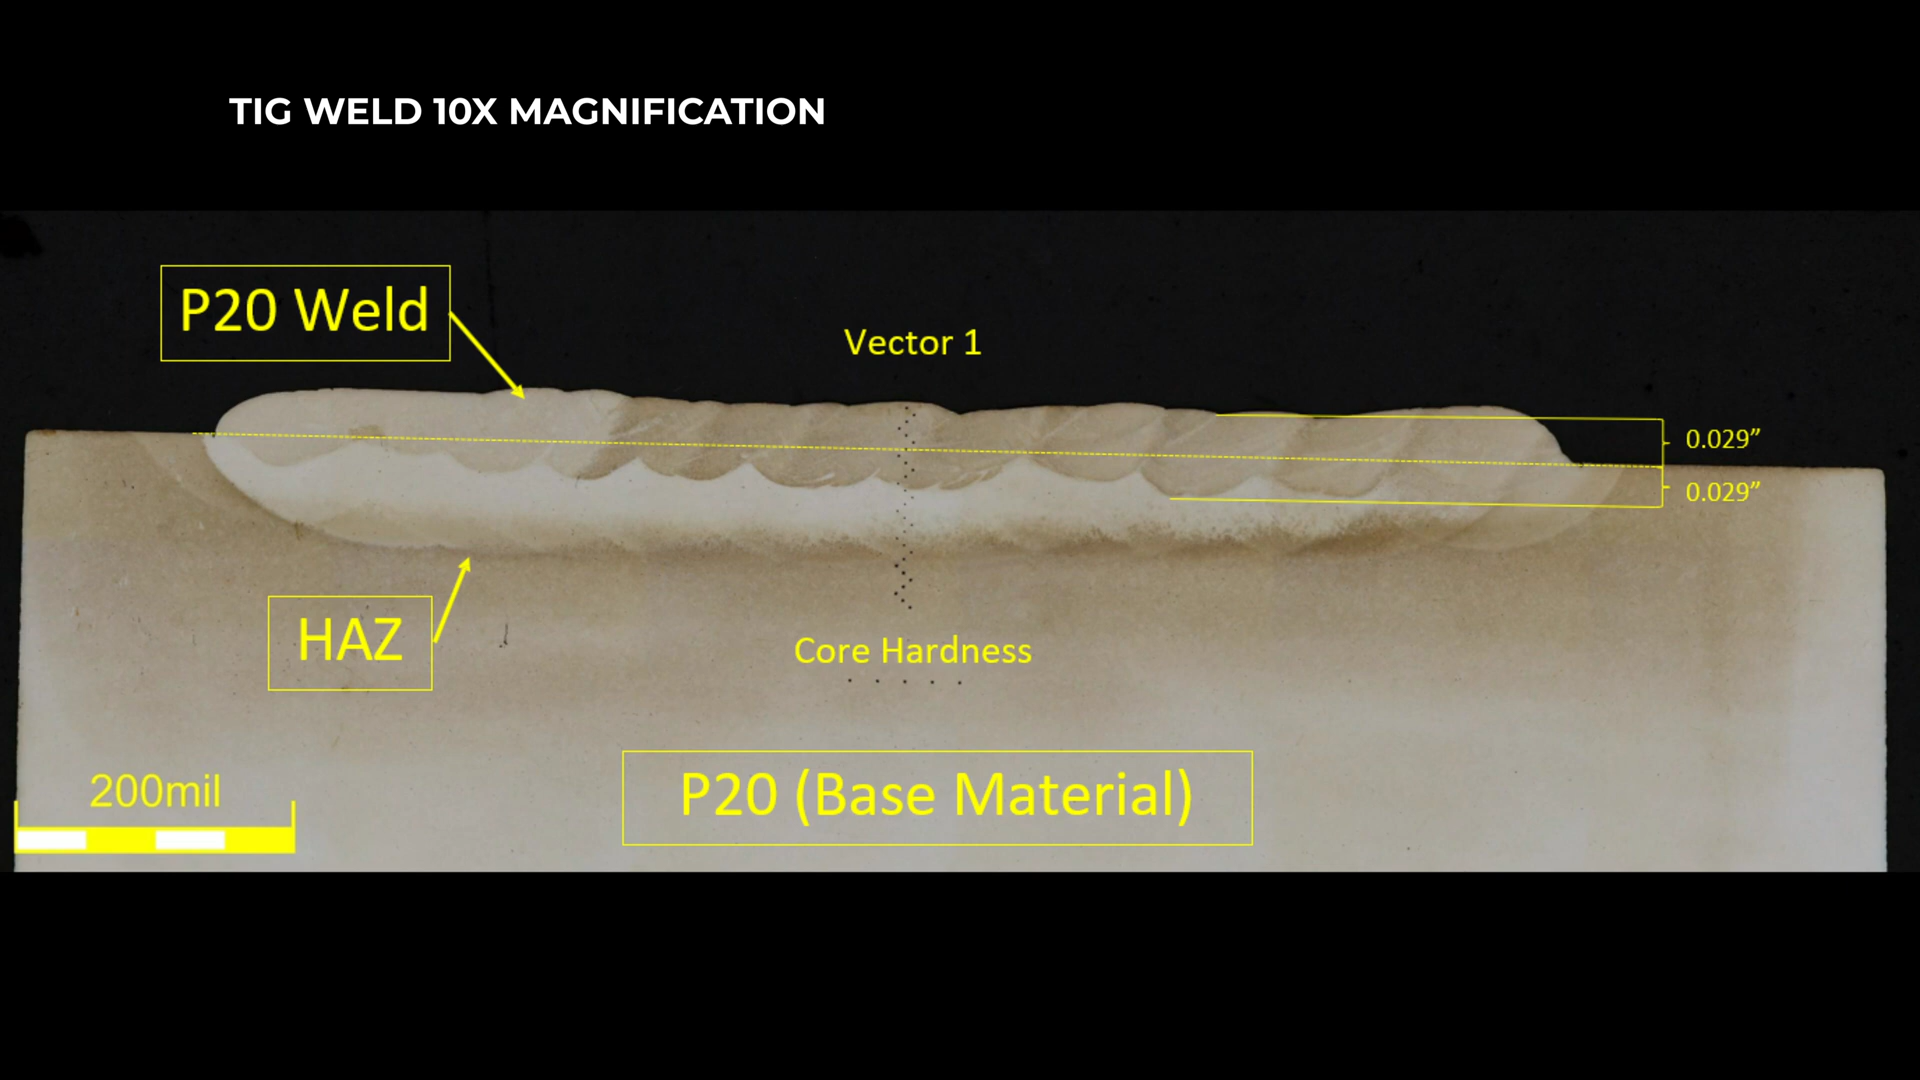 TIG WELD 10X MAGNIFICATION
P20 Weld
Vector 1
0.029”
0.029”
HAZ
Core Hardness
200mil
P20 (Base Material)